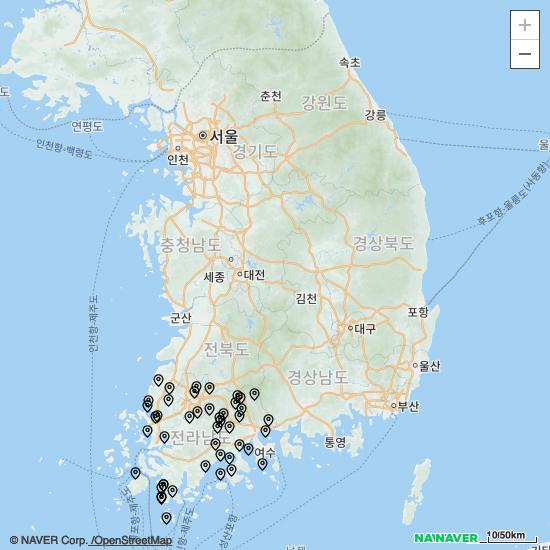 +
−
속초
춘천
강원도
강릉
도
연평도
서울
인천
경기도
인천항-백령도
울
후포항-울릉도(사동항)
충청남도
경상북도
세종
대전
김천
인천항-제주도
군산
포항
대구
전북도
울산
경상남도
부산
전라남도
여수
통영
10/50km
© NAVER Corp. /OpenStreetMap
NAVER